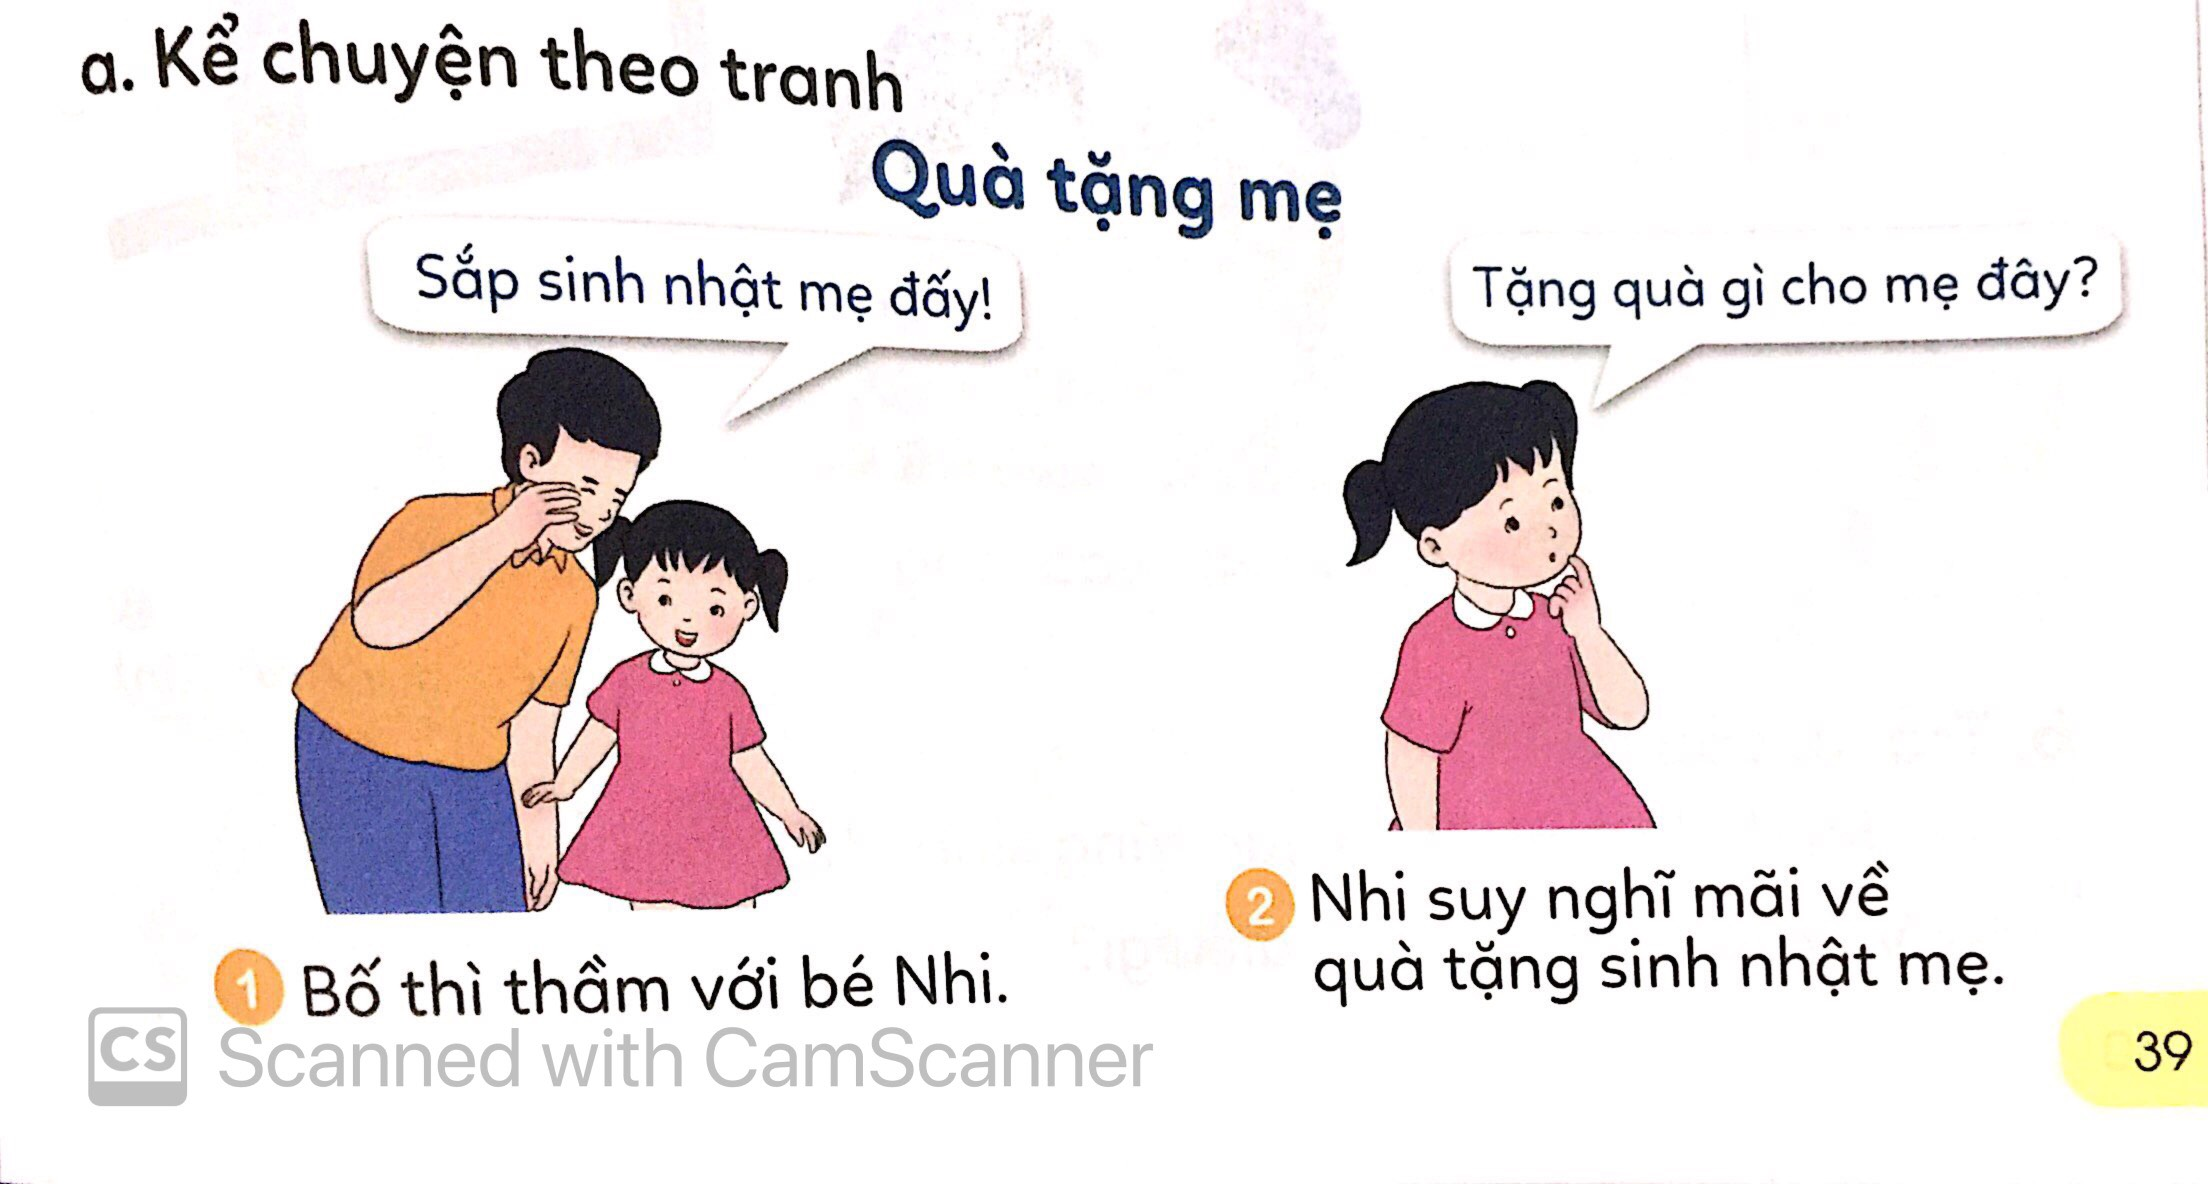 a. Kể chuyện theo tranh
Quà tặng mẹ
Sắp sinh nhật mẹ đấy!
Tặng quà gì cho mẹ đây?
1 Bố thì thầm với bé Nhi.
2 Nhi suy nghĩ mãi về
quà tặng sinh nhật mẹ.
39
CS Scanned with CamScanner